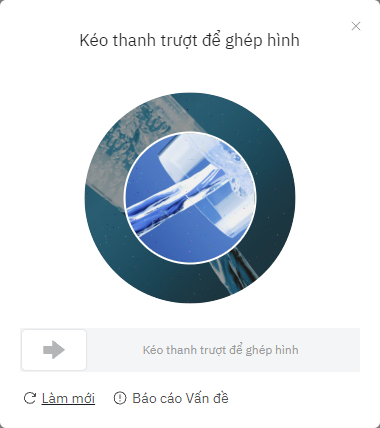 Kéo thanh trượt để ghép hình
Kéo thanh trượt để ghép hình
Làm mới
Báo cáo Vấn đề